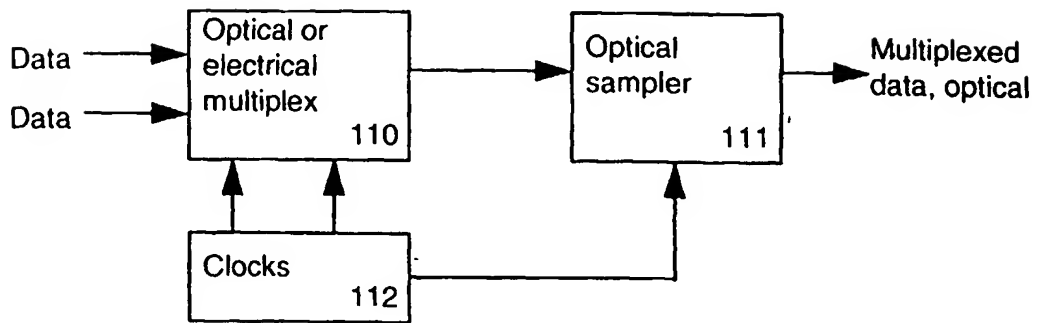 Data
Data
Optical or
electrical
multiplex
110
Optical
sampler
111
Multiplexed
data, optical
Clocks
112